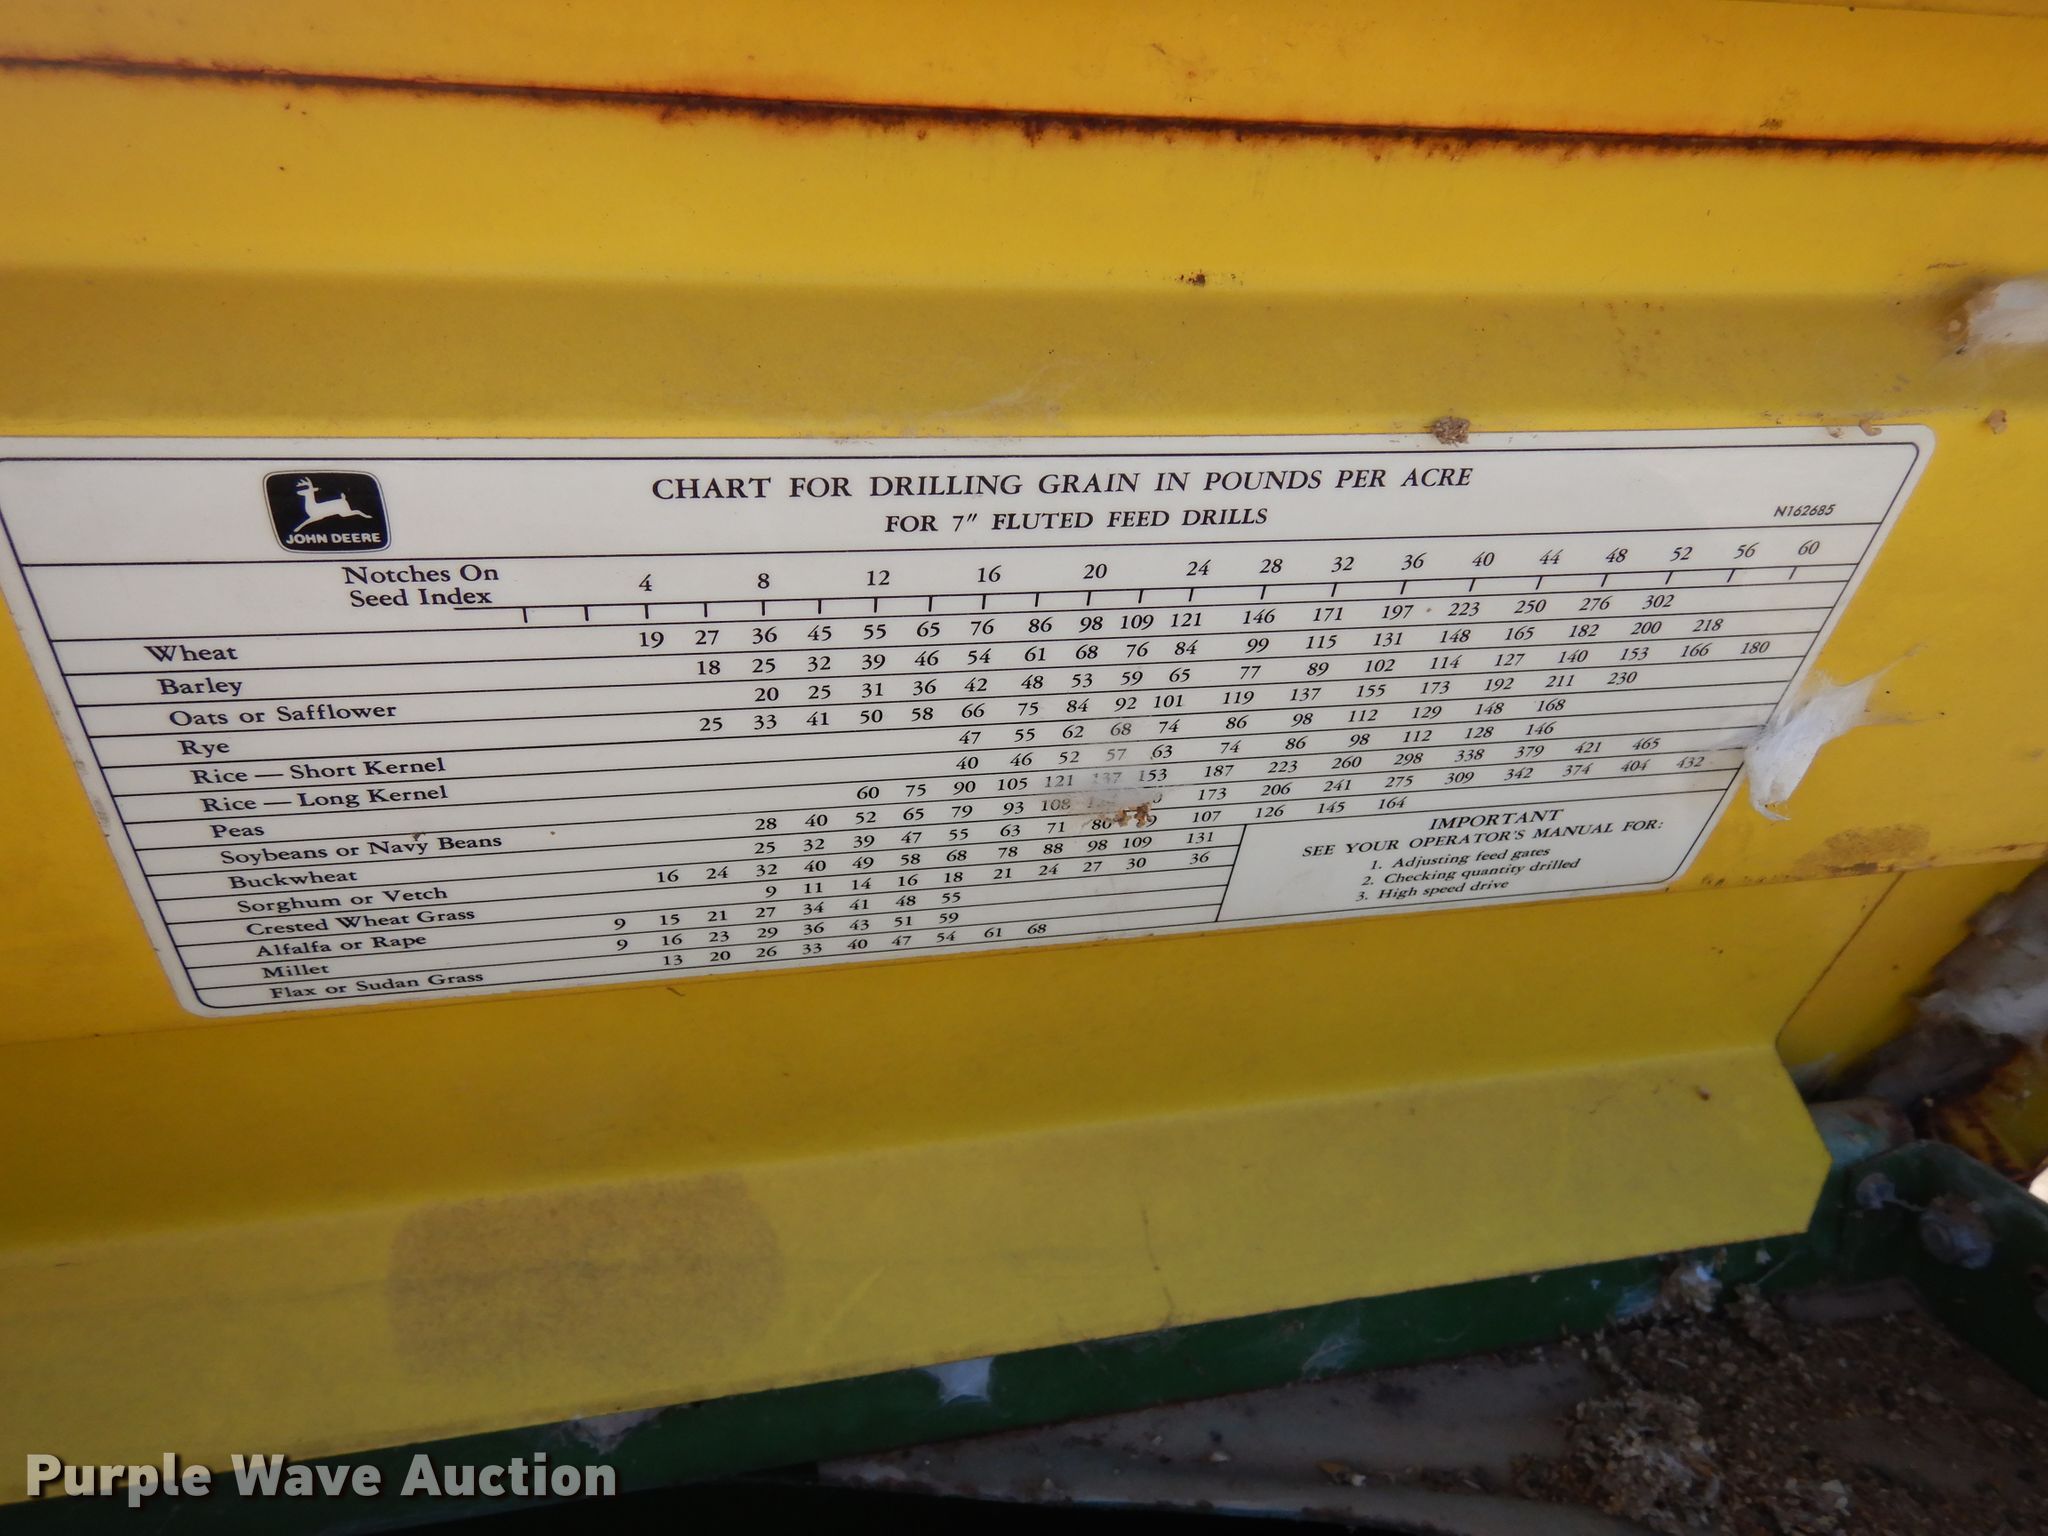 JOHN DEERE
CHART FOR DRILLING GRAIN IN POUNDS PER ACRE
FOR 7" FLUTED FEED DRILLS
N162685
Notches On
Seed Index
4 8 12 16 20 24 28 32 36 40 44 48 52 56 60
Wheat 19 27 36 45 55 65 76 86 98 109 121 146 171 197 223 250 276 302
Barley 18 25 32 39 46 54 61 68 76 84 99 115 131 148 165 182 200 218
Oats or Safflower 20 25 31 36 42 48 53 59 65 77 89 102 114 127 140 153 166 180
Rye 25 33 41 50 58 66 75 84 92 101 119 137 155 173 192 211 230
Rice — Short Kernel 47 55 62 68 74 86 98 112 129 148 168
Rice — Long Kernel 40 46 52 57 63 74 86 98 112 128 146
Peas 60 75 90 105 121 137 153 187 223 260 298 338 379 421 465
Soybeans or Navy Beans 28 40 52 65 79 93 108 173 206 241 275 309 342 374 404 432
Buckwheat 25 32 39 47 55 63 71 80 107 126 145 164
Sorghum or Vetch 16 24 32 40 49 58 68 78 88 98 109 131
Crested Wheat Grass 9 11 14 16 18 21 24 27 30 36
Alfalfa or Rape 9 15 21 27 34 41 48 55
Millet 9 16 23 29 36 43 51 59
Flax or Sudan Grass 13 20 26 33 40 47 54 61 68
IMPORTANT
SEE YOUR OPERATOR'S MANUAL FOR:
1. Adjusting feed gates
2. Checking quantity drilled
3. High speed drive
Purple Wave Auction